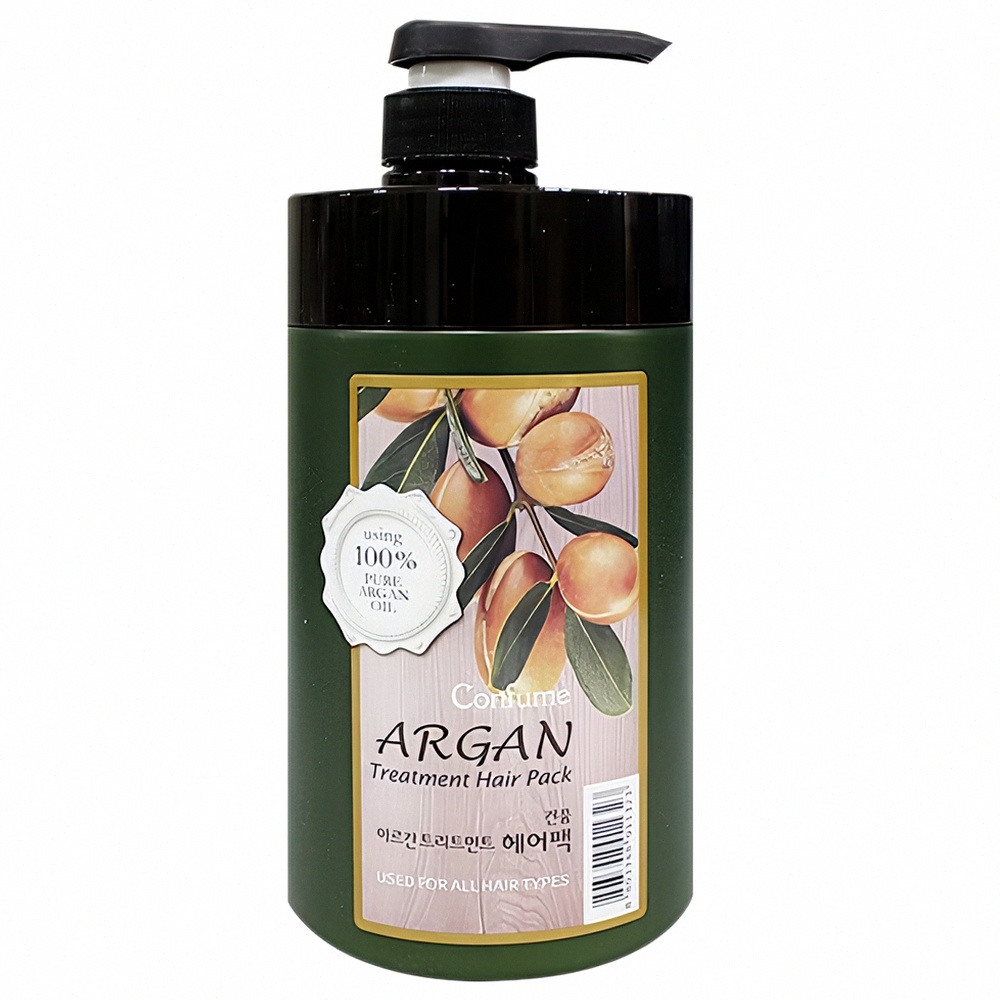 using
100%
PURE
ARGAN
OIL
Confume
ARGAN
Treatment Hair Pack
아르간 트리트먼트 헤어팩
USED FOR ALL HAIR TYPES